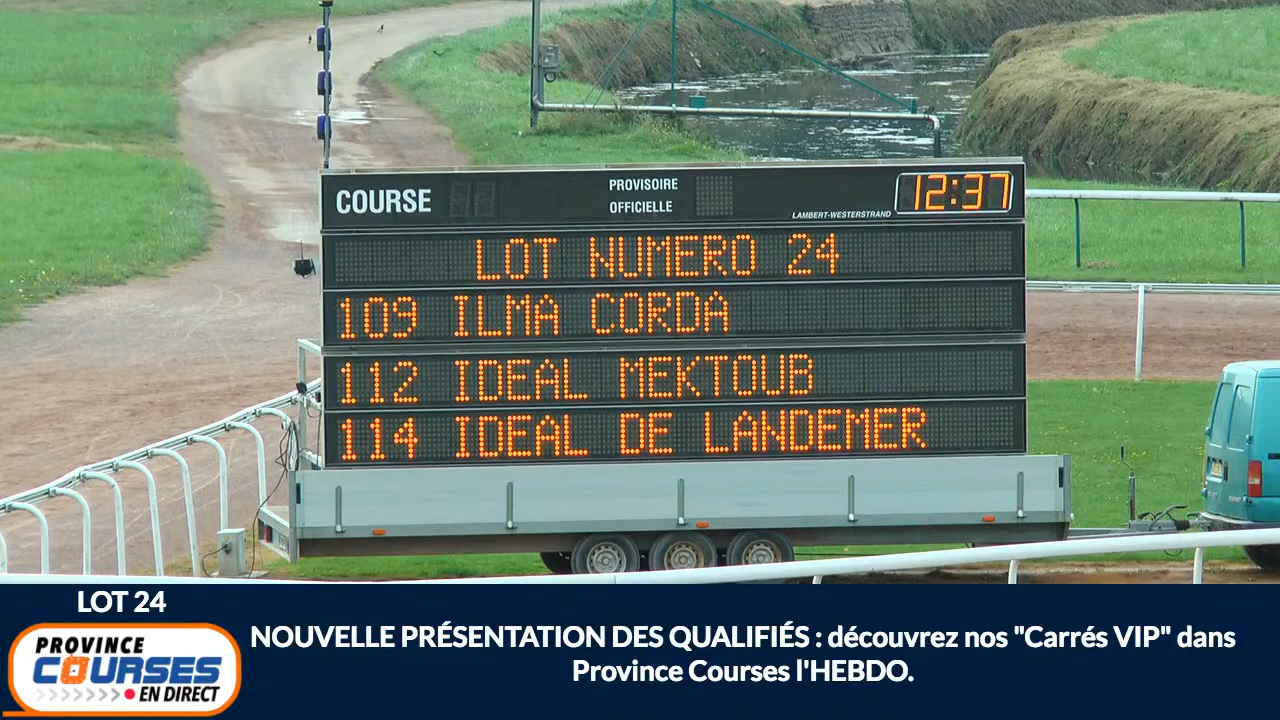 COURSE
PROVISOIRE
OFFICIELLE
LAMBERT-WESTERSTRAND
12:37
LOT NUMERO 24
109 ILMA CORDA
112 IDEAL MEKTOUB
114 IDEAL DE LANDEMER
LOT 24
PROVINCE
COURSES
EN DIRECT
NOUVELLE PRÉSENTATION DES QUALIFIÉS : découvrez nos "Carrés VIP" dans
Province Courses l'HEBDO.